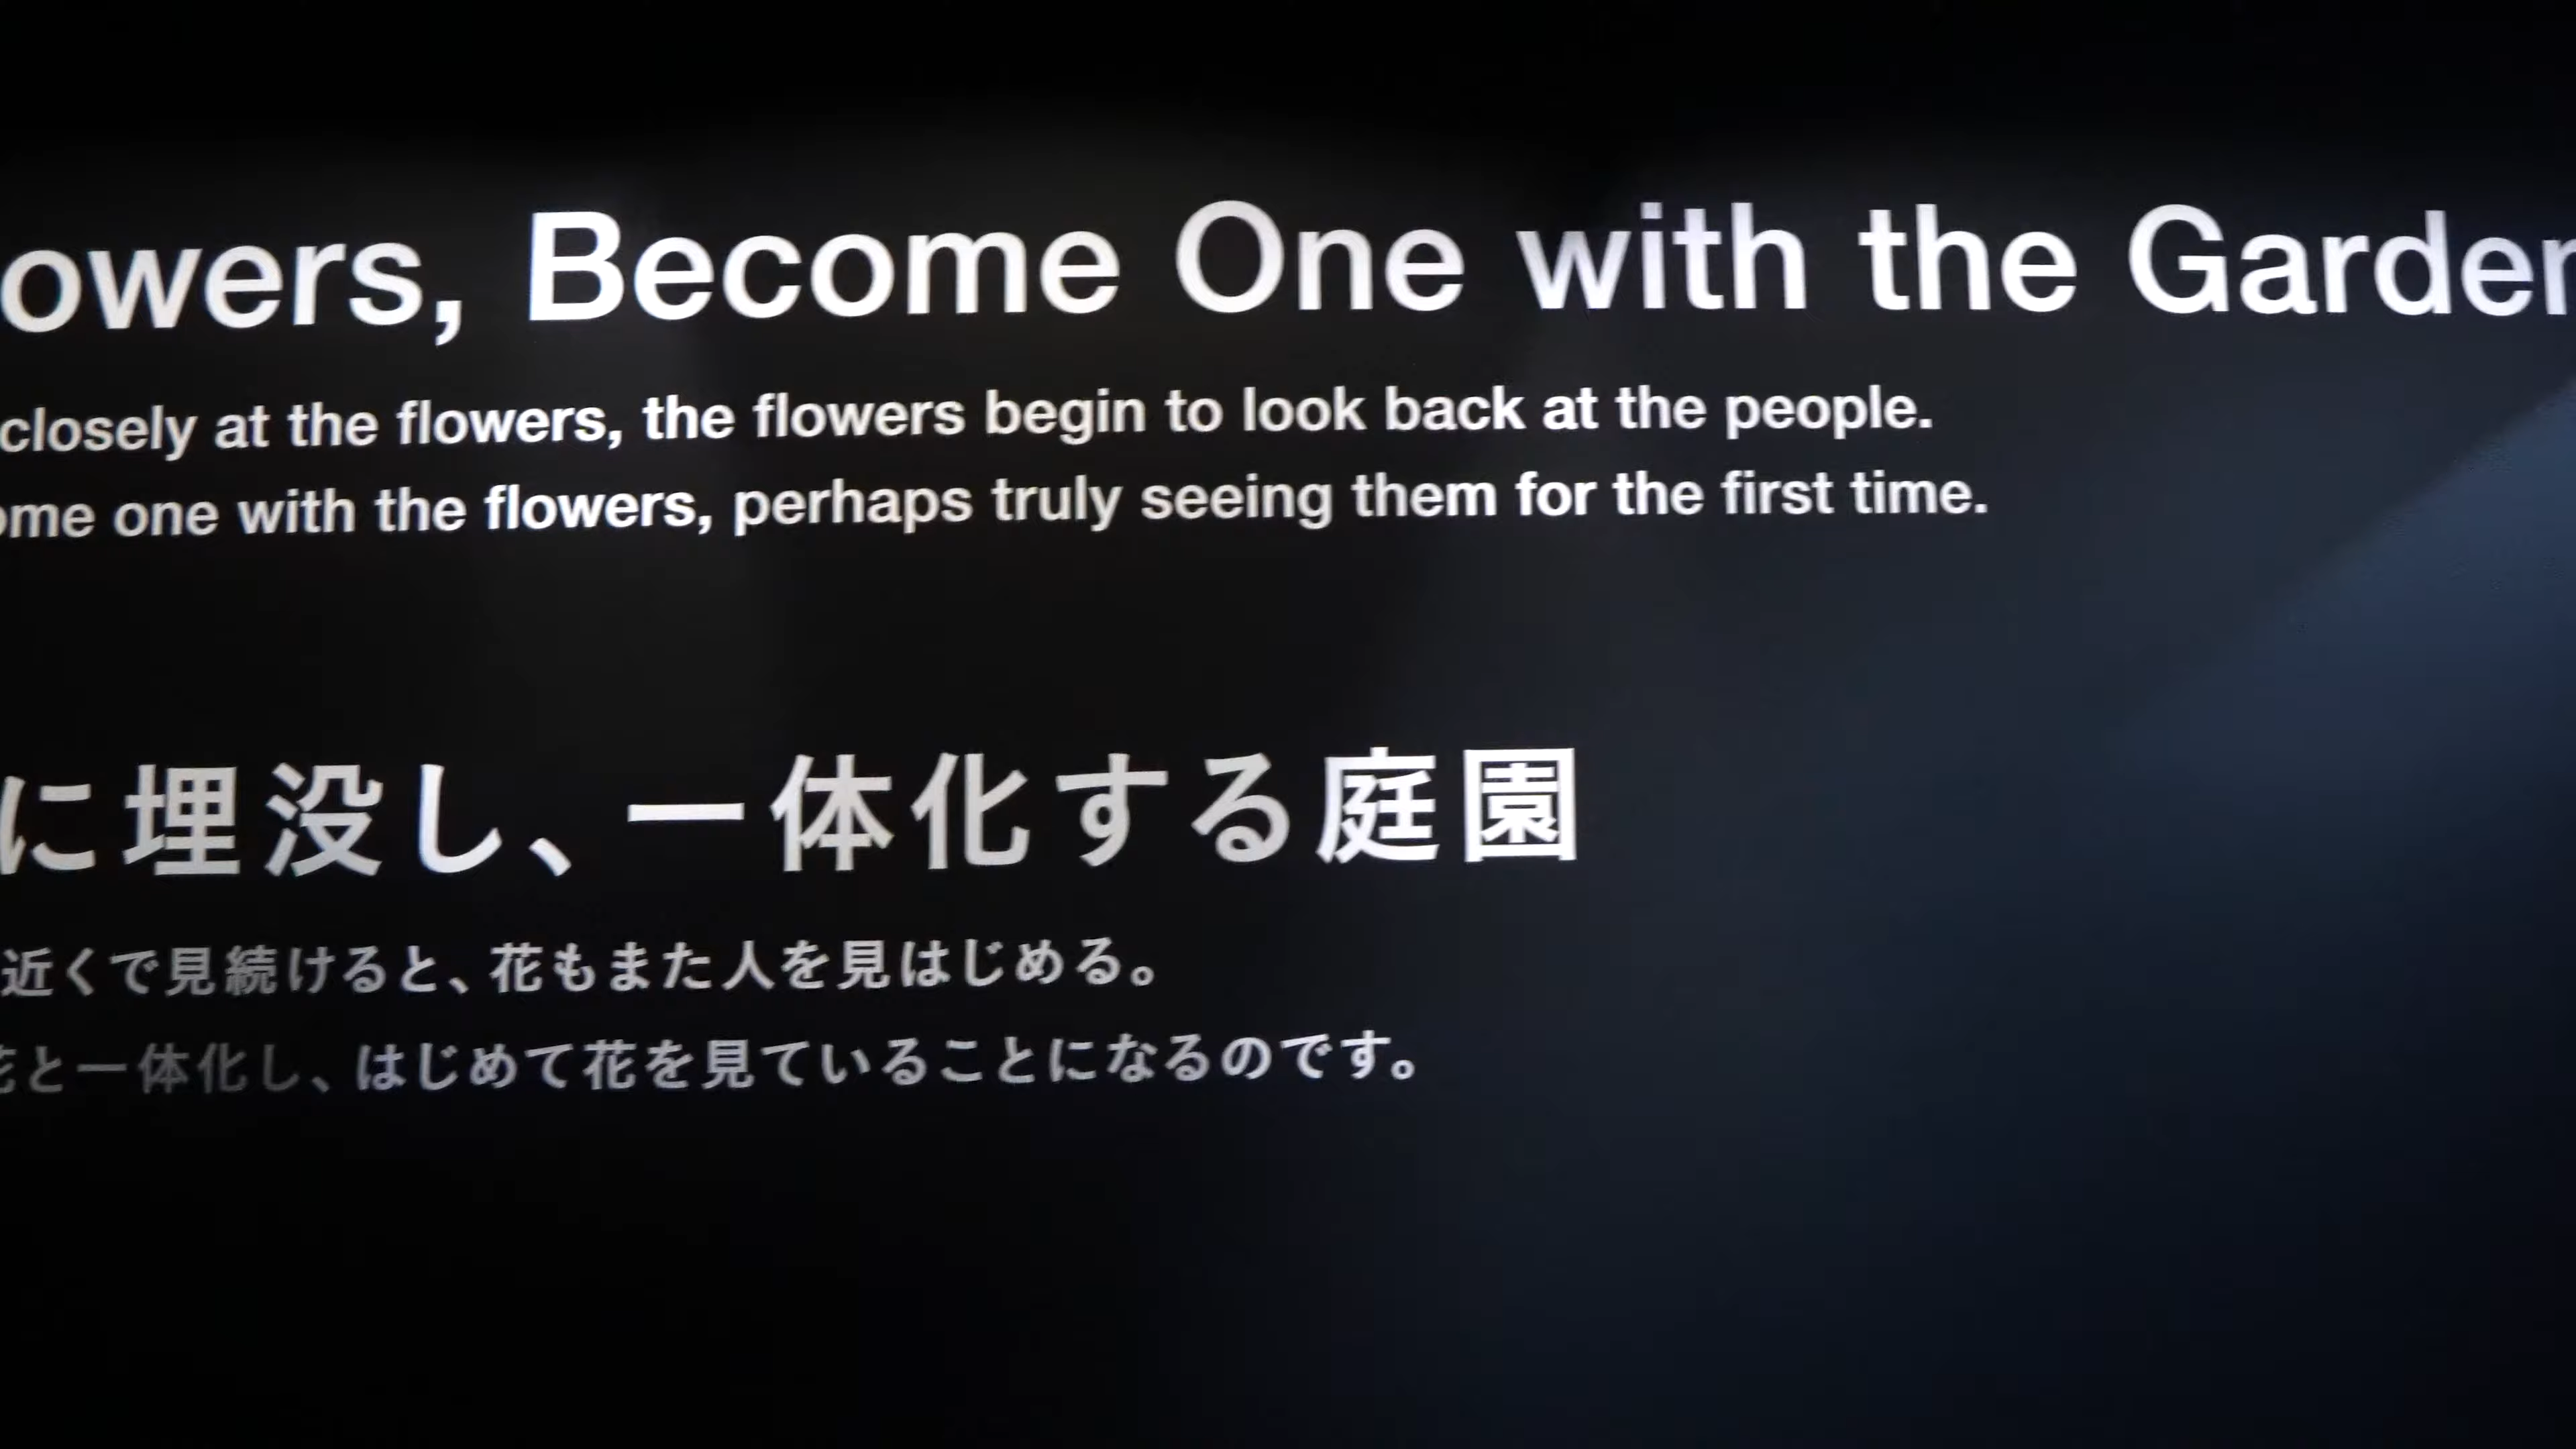 owers, Become One with the Garden
closely at the flowers, the flowers begin to look back at the people.
ome one with the flowers, perhaps truly seeing them for the first time.
に埋没し、一体化する庭園
近くで見続けると、花もまた人を見はじめる。
花と一体化し、はじめて花を見ていることになるのです。